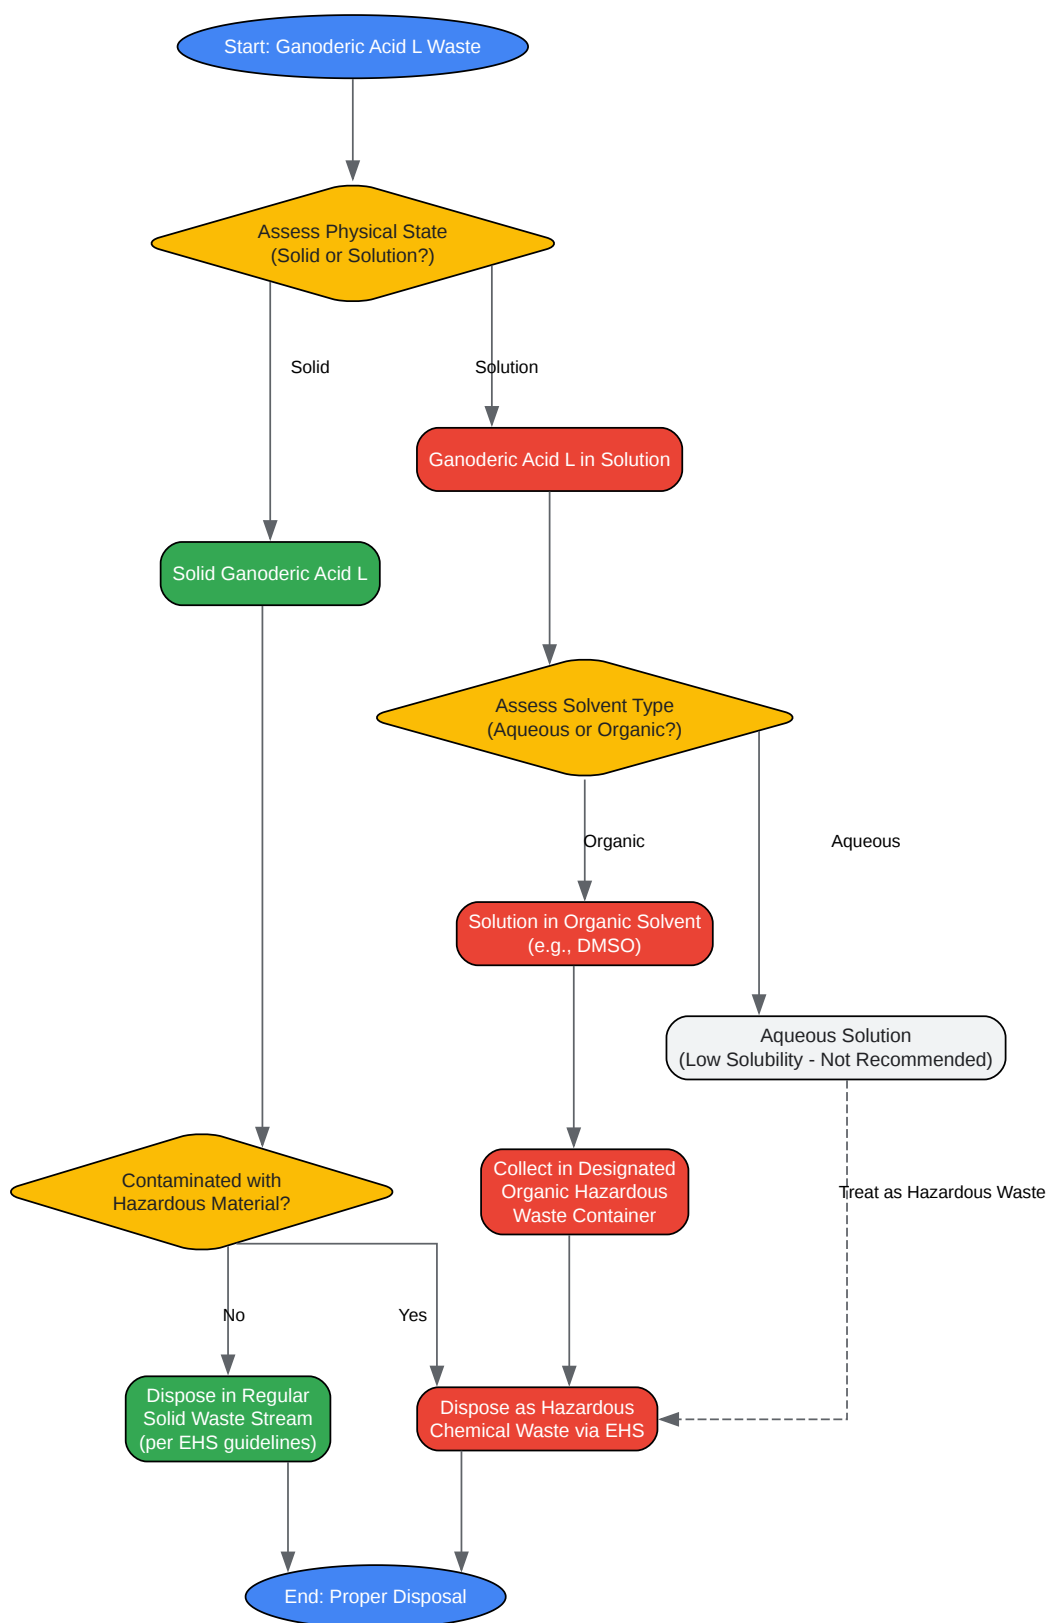 Start: Ganoderic Acid L Waste
Assess Physical State
(Solid or Solution?)
Solid
Solution
Ganoderic Acid L in Solution
Solid Ganoderic Acid L
Assess Solvent Type
(Aqueous or Organic?)
Organic
Aqueous
Solution in Organic Solvent
(e.g., DMSO)
Aqueous Solution
(Low Solubility - Not Recommended)
Contaminated with
Hazardous Material?
Collect in Designated
Organic Hazardous
Waste Container
Treat as Hazardous Waste
No
Yes
Dispose in Regular
Solid Waste Stream
(per EHS guidelines)
Dispose as Hazardous
Chemical Waste via EHS
End: Proper Disposal